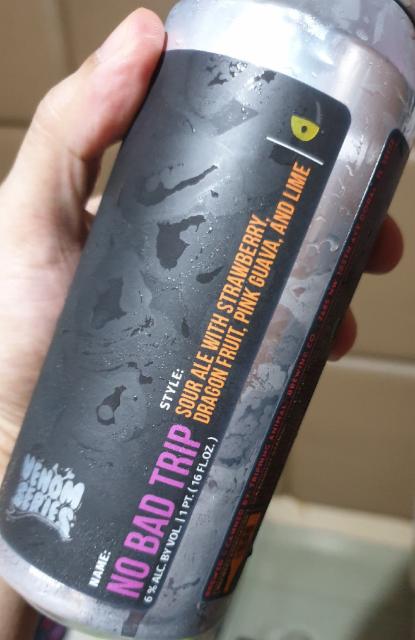 VENOM
SERIES
NAME:
NO BAD TRIP
6 % ALC. BY VOL. | 1 PT. ( 16 FL.OZ. )
STYLE:
SOUR ALE WITH STRAWBERRY,
DRAGON FRUIT, PINK GUAVA, AND LIME